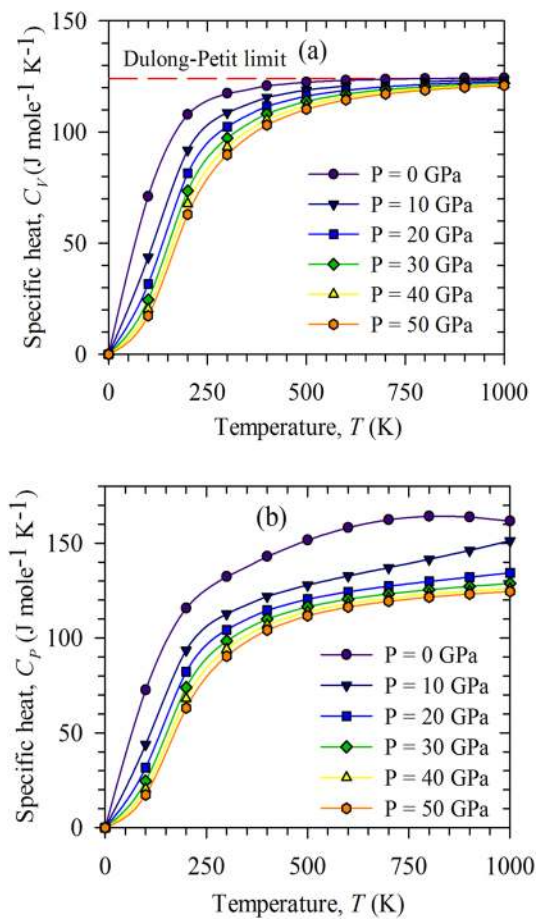 150
Dulong-Petit limit
(a)
100
50
0
Specific heat, C_V (J mole⁻¹ K⁻¹)
P = 0 GPa
P = 10 GPa
P = 20 GPa
P = 30 GPa
P = 40 GPa
P = 50 GPa
0 250 500 750 1000
Temperature, T (K)
(b)
150
100
50
0
Specific heat, C_P (J mole⁻¹ K⁻¹)
P = 0 GPa
P = 10 GPa
P = 20 GPa
P = 30 GPa
P = 40 GPa
P = 50 GPa
0 250 500 750 1000
Temperature, T (K)